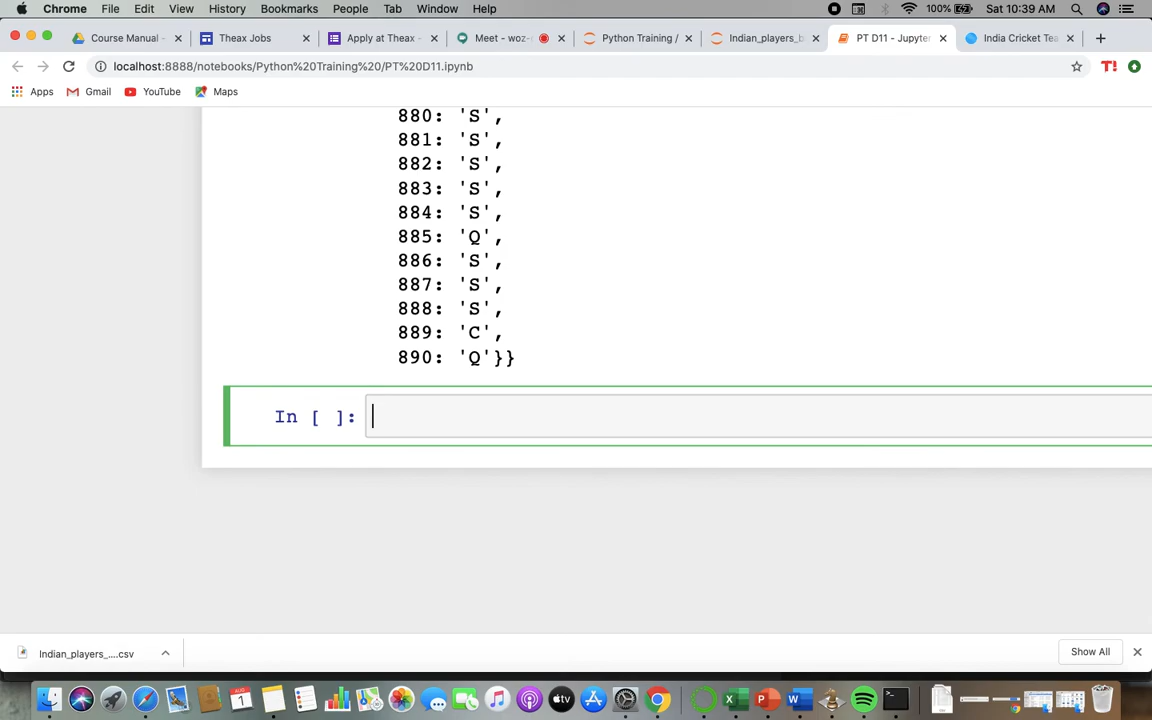 Chrome File Edit View History Bookmarks People Tab Window Help 100% Sat 10:39 AM
Course Manual - Theax Jobs Apply at Theax - Meet - woz- Python Training / Indian_players_b PT D11 - Jupyter India Cricket Tea
localhost:8888/notebooks/Python%20Training%20/PT%20D11.ipynb T!
Apps Gmail YouTube Maps
880: 'S',
881: 'S',
882: 'S',
883: 'S',
884: 'S',
885: 'Q',
886: 'S',
887: 'S',
888: 'S',
889: 'C',
890: 'Q'}}
In [ ]:
Indian_players_....csv Show All
AUG
1
tv